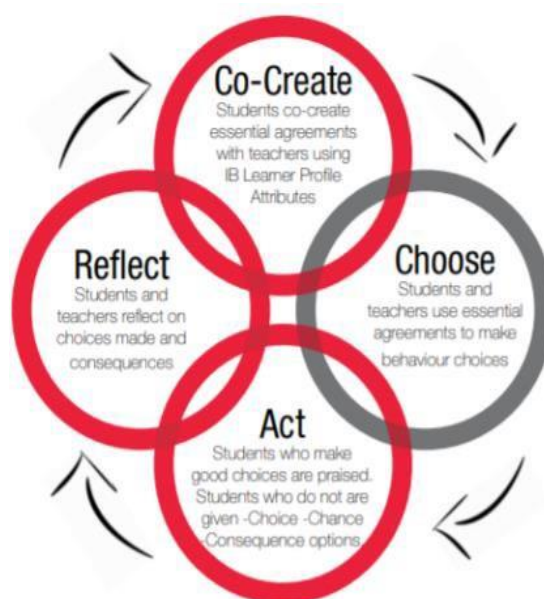 Co-Create
Students co-create
essential agreements
with teachers using
IB Learner Profile
Attributes
Reflect
Students and
teachers reflect on
choices made and
consequences
Choose
Students and
teachers use essential
agreements to make
behaviour choices
Act
Students who make
good choices are praised.
Students who do not are
given -Choice -Chance
-Consequence options.